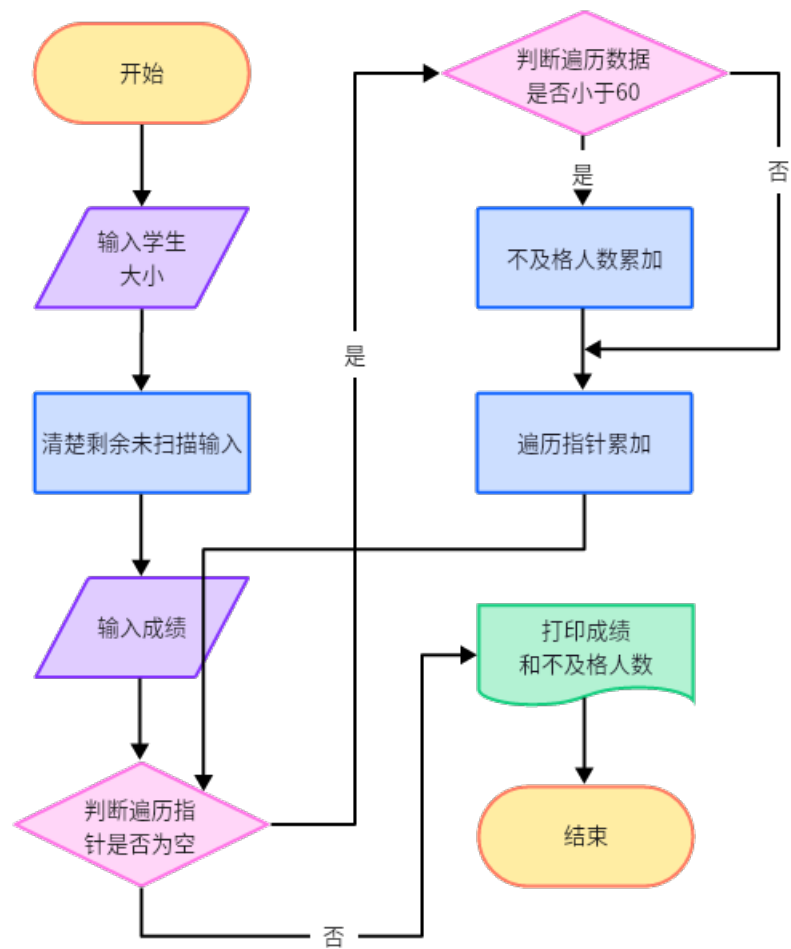 开始
输入学生
大小
清楚剩余未扫描输入
输入成绩
判断遍历指
针是否为空
是
否
判断遍历数据
是否小于60
是
否
不及格人数累加
遍历指针累加
打印成绩
和不及格人数
结束